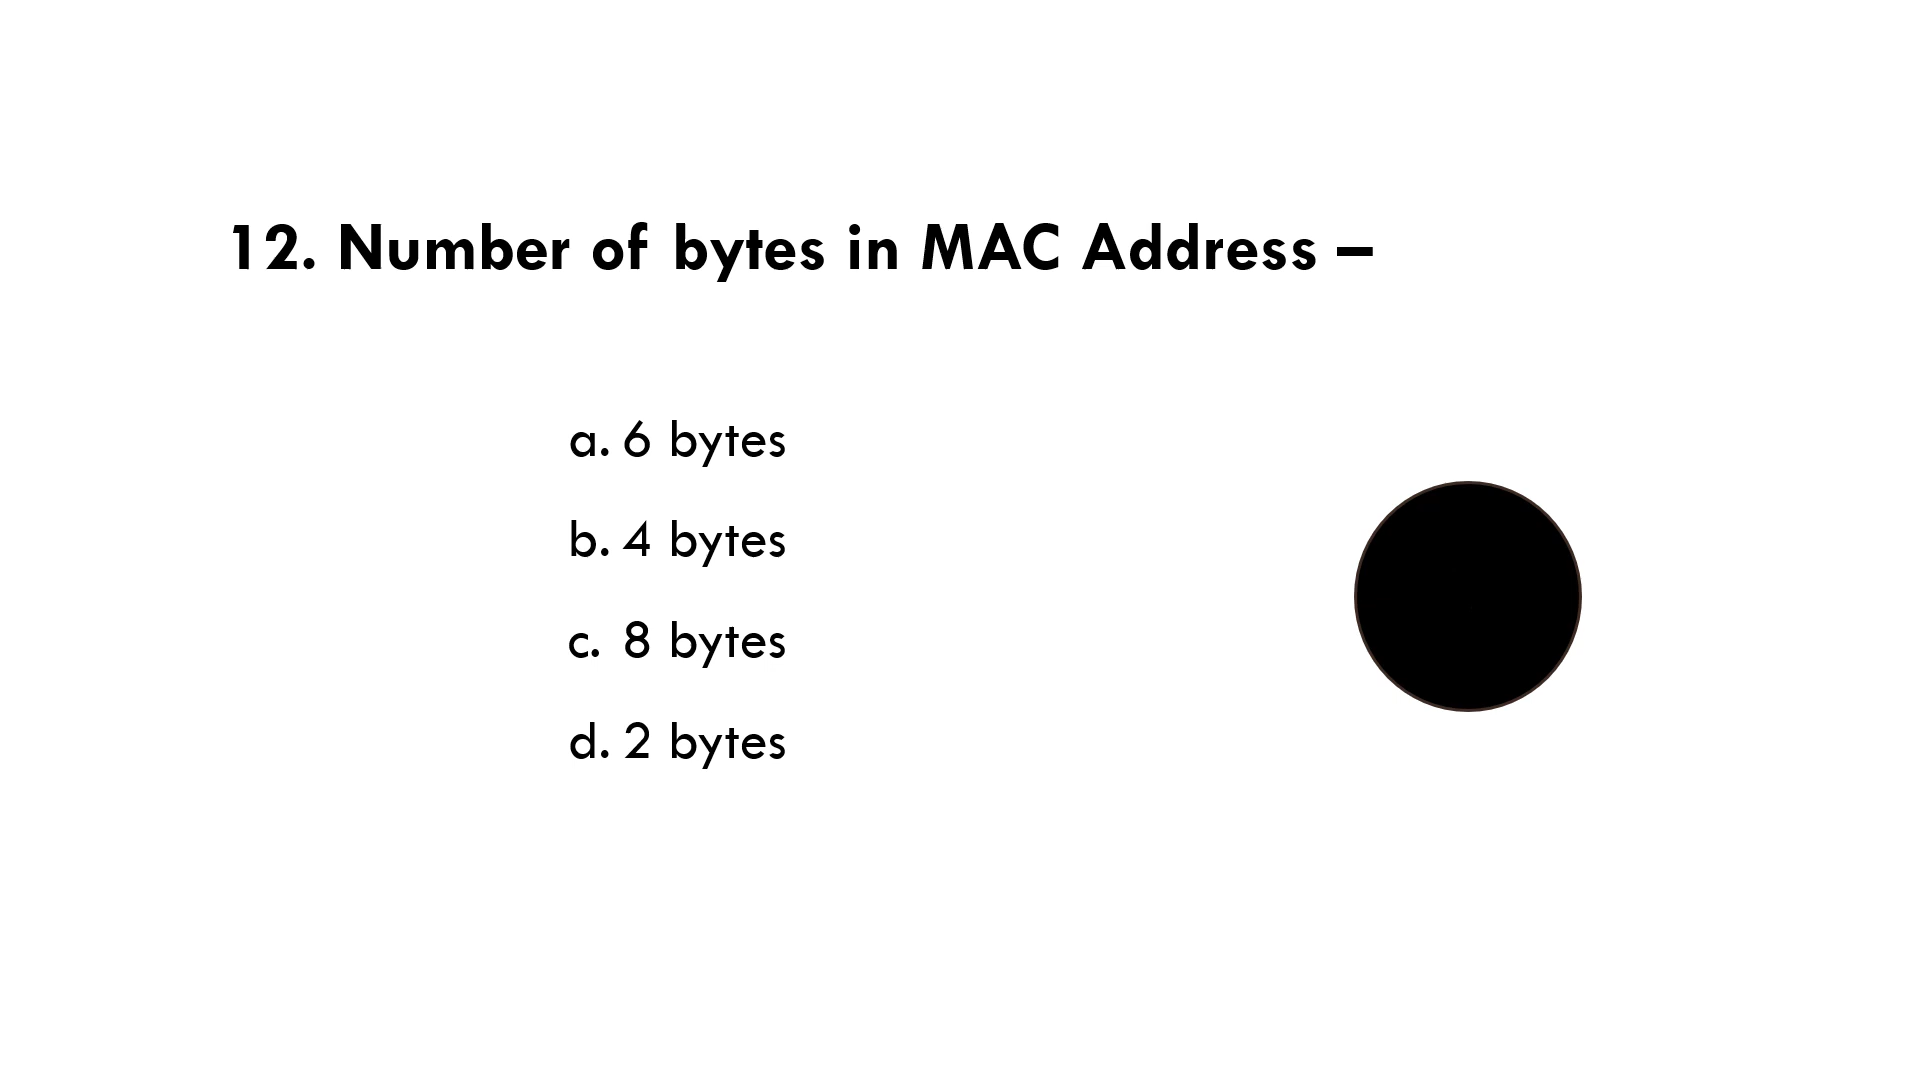 12. Number of bytes in MAC Address –
a. 6 bytes
b. 4 bytes
c. 8 bytes
d. 2 bytes